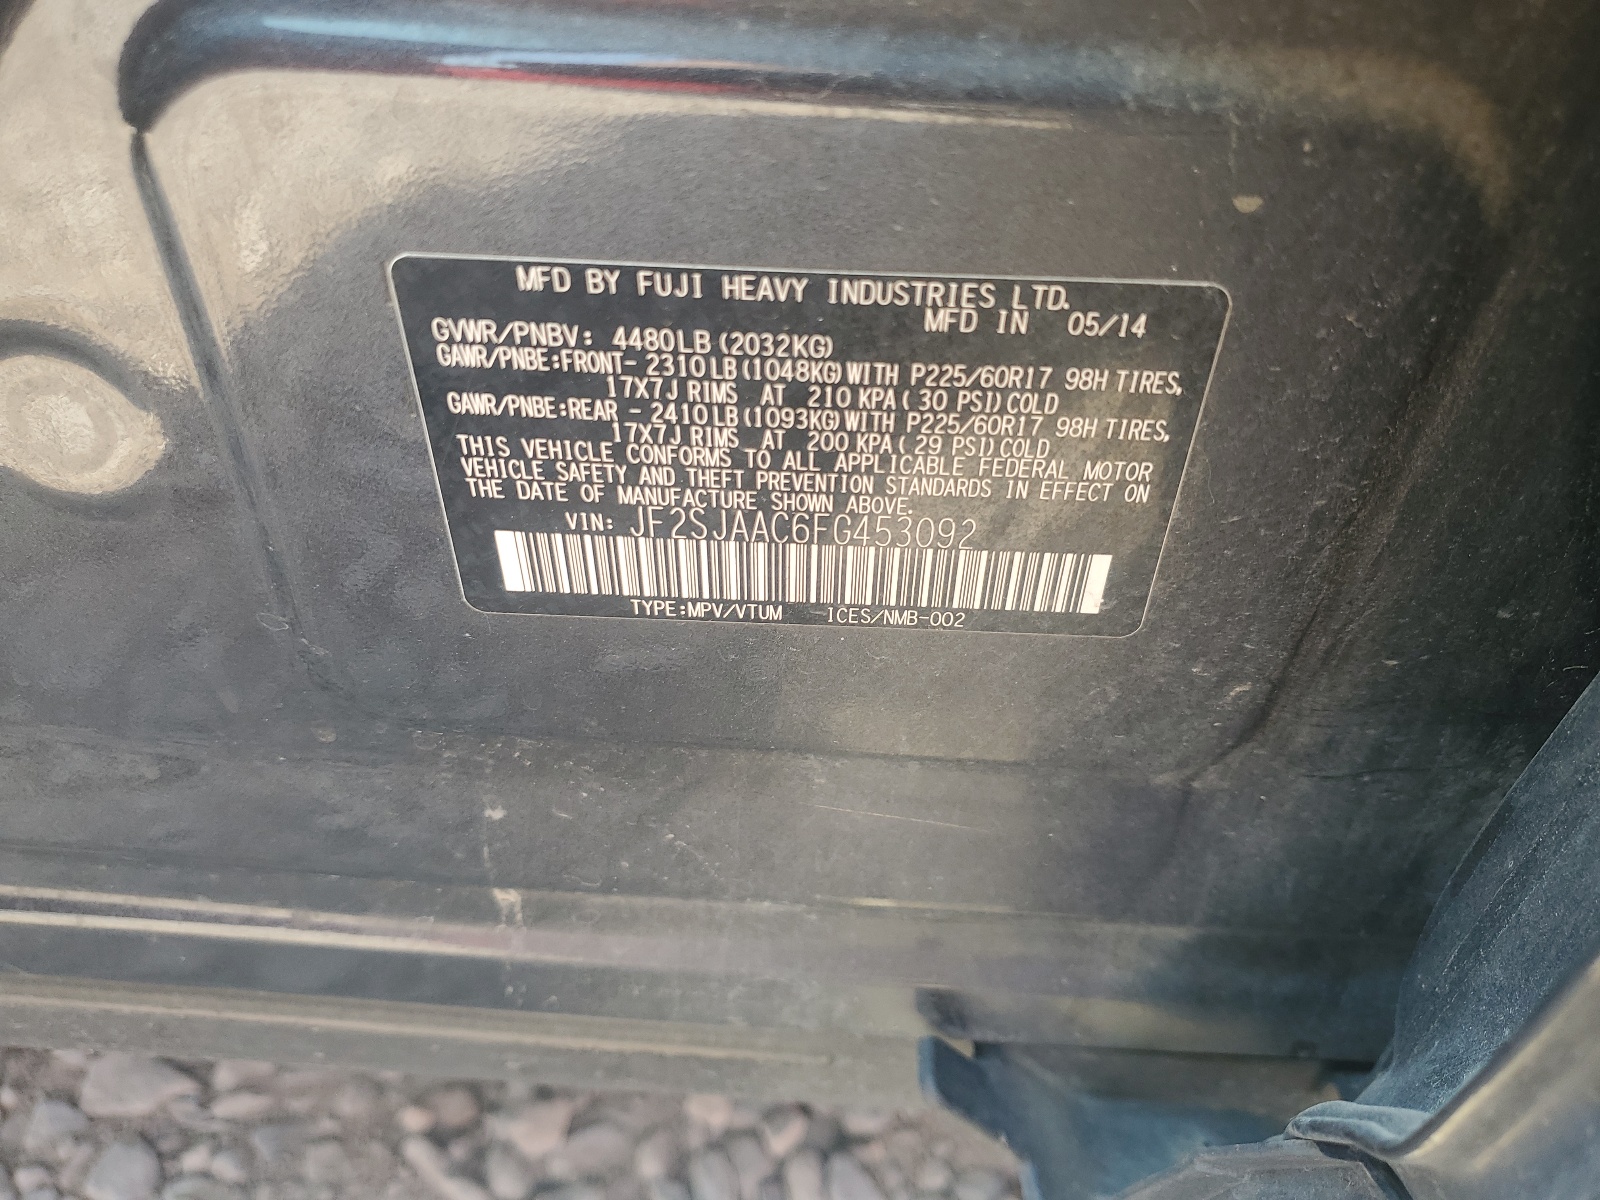 MFD BY FUJI HEAVY INDUSTRIES LTD.
MFD IN 05/14
GVWR/PNBV: 4480LB (2032KG)
GAWR/PNBE:FRONT- 2310LB(1048KG)WITH P225/60R17 98H TIRES,
17X7J RIMS AT 210 KPA( 30 PSI)COLD
GAWR/PNBE:REAR - 2410LB(1093KG)WITH P225/60R17 98H TIRES,
17X7J RIMS AT 200 KPA( 29 PSI)COLD
THIS VEHICLE CONFORMS TO ALL APPLICABLE FEDERAL MOTOR
VEHICLE SAFETY AND THEFT PREVENTION STANDARDS IN EFFECT ON
THE DATE OF MANUFACTURE SHOWN ABOVE.
VIN: JF2SJAAC6FG453092
TYPE:MPV/VTUM ICES/NMB-002